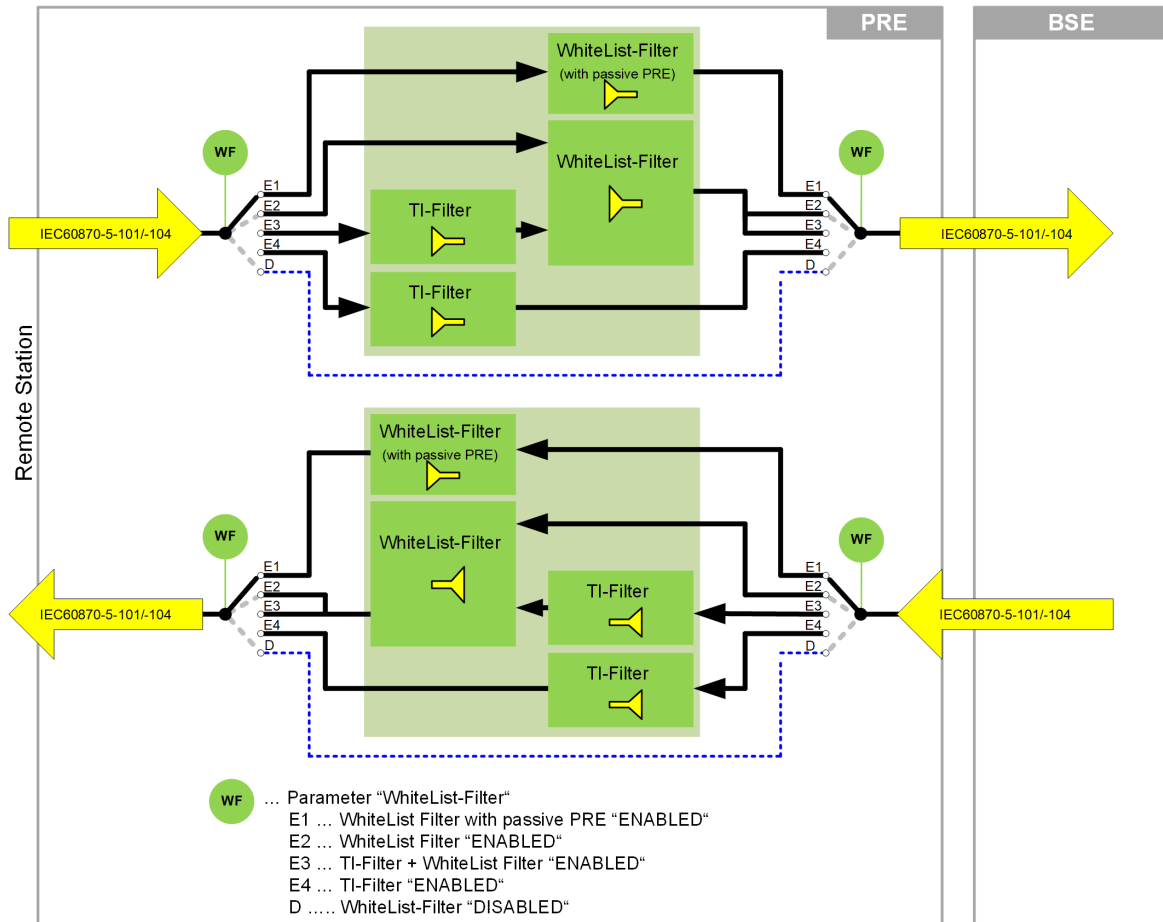 PRE
BSE
WhiteList-Filter
(with passive PRE)
WF
WF
WhiteList-Filter
E1
E2
E3
E4
D
E1
E2
E3
E4
D
TI-Filter
IEC60870-5-101/-104
IEC60870-5-101/-104
TI-Filter
Remote Station
WhiteList-Filter
(with passive PRE)
WF
WF
WhiteList-Filter
E1
E2
E3
E4
D
E1
E2
E3
E4
D
TI-Filter
IEC60870-5-101/-104
IEC60870-5-101/-104
TI-Filter
WF ... Parameter “WhiteList-Filter“
E1 ... WhiteList Filter with passive PRE “ENABLED“
E2 ... WhiteList Filter “ENABLED“
E3 ... TI-Filter + WhiteList Filter “ENABLED“
E4 ... TI-Filter “ENABLED“
D ..... WhiteList-Filter “DISABLED“